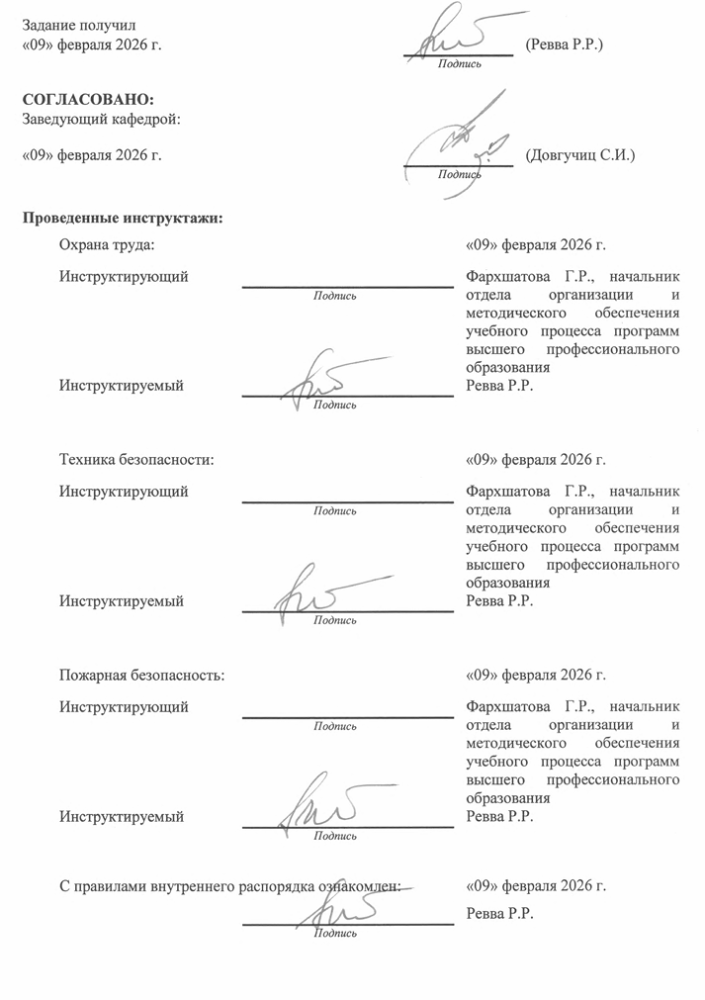 Задание получил
«09» февраля 2026 г. (Ревва Р.Р.)
Подпись
СОГЛАСОВАНО:
Заведующий кафедрой:
«09» февраля 2026 г. (Довгучиц С.И.)
Подпись
Проведенные инструктажи:
Охрана труда: «09» февраля 2026 г.
Инструктирующий Фархшатова Г.Р., начальник
Подпись отдела организации и
методического обеспечения
учебного процесса программ
высшего профессионального
образования
Инструктируемый Ревва Р.Р.
Подпись
Техника безопасности: «09» февраля 2026 г.
Инструктирующий Фархшатова Г.Р., начальник
Подпись отдела организации и
методического обеспечения
учебного процесса программ
высшего профессионального
образования
Инструктируемый Ревва Р.Р.
Подпись
Пожарная безопасность: «09» февраля 2026 г.
Инструктирующий Фархшатова Г.Р., начальник
Подпись отдела организации и
методического обеспечения
учебного процесса программ
высшего профессионального
образования
Инструктируемый Ревва Р.Р.
Подпись
С правилами внутреннего распорядка ознакомлен: «09» февраля 2026 г.
Ревва Р.Р.
Подпись